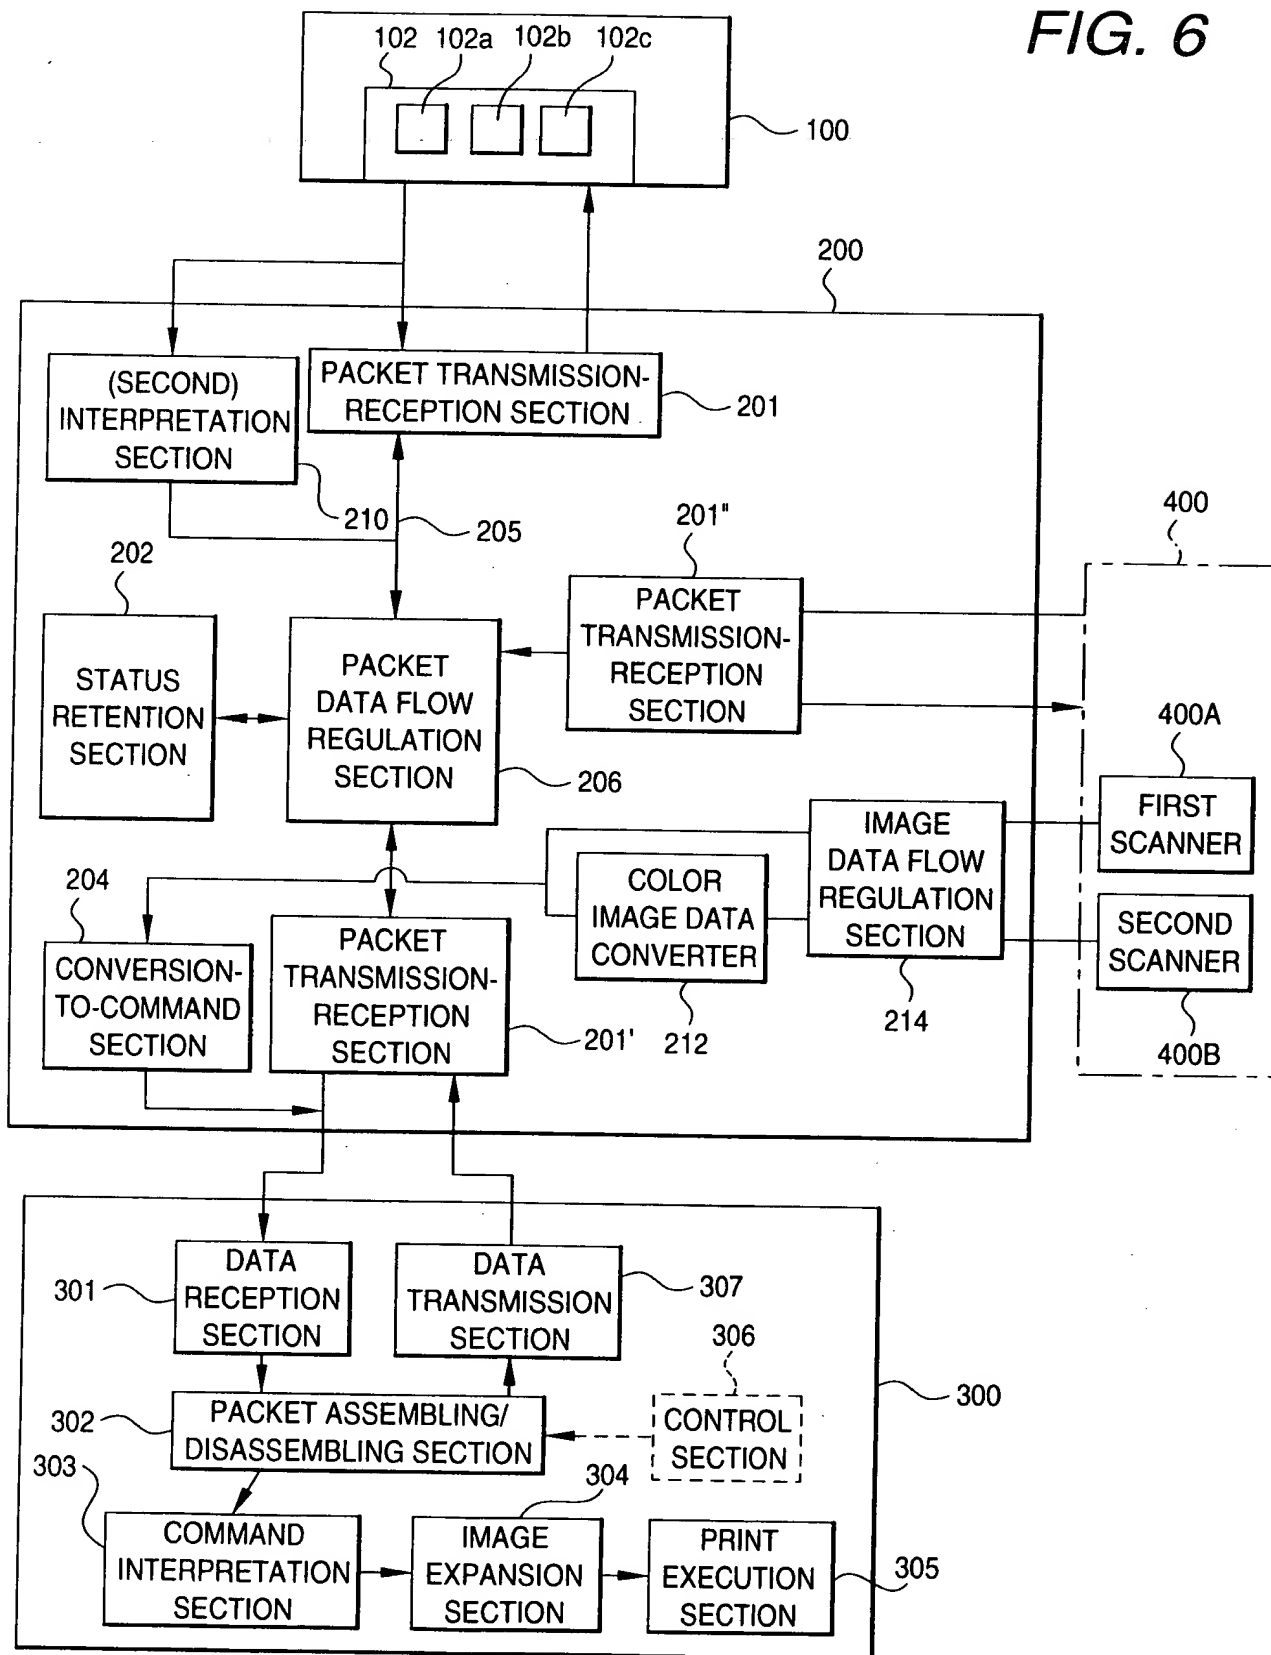 FIG. 6
102
102a
102b
102c
100
200
(SECOND)
INTERPRETATION
SECTION
210
PACKET TRANSMISSION-
RECEPTION SECTION
201
205
202
STATUS
RETENTION
SECTION
PACKET
DATA FLOW
REGULATION
SECTION
206
201"
PACKET
TRANSMISSION-
RECEPTION
SECTION
400
400A
FIRST
SCANNER
SECOND
SCANNER
400B
IMAGE
DATA FLOW
REGULATION
SECTION
214
COLOR
IMAGE DATA
CONVERTER
212
204
CONVERSION-
TO-COMMAND
SECTION
PACKET
TRANSMISSION-
RECEPTION
SECTION
201'
301
DATA
RECEPTION
SECTION
DATA
TRANSMISSION
SECTION
307
306
CONTROL
SECTION
300
302
PACKET ASSEMBLING/
DISASSEMBLING SECTION
303
COMMAND
INTERPRETATION
SECTION
304
IMAGE
EXPANSION
SECTION
PRINT
EXECUTION
SECTION
305